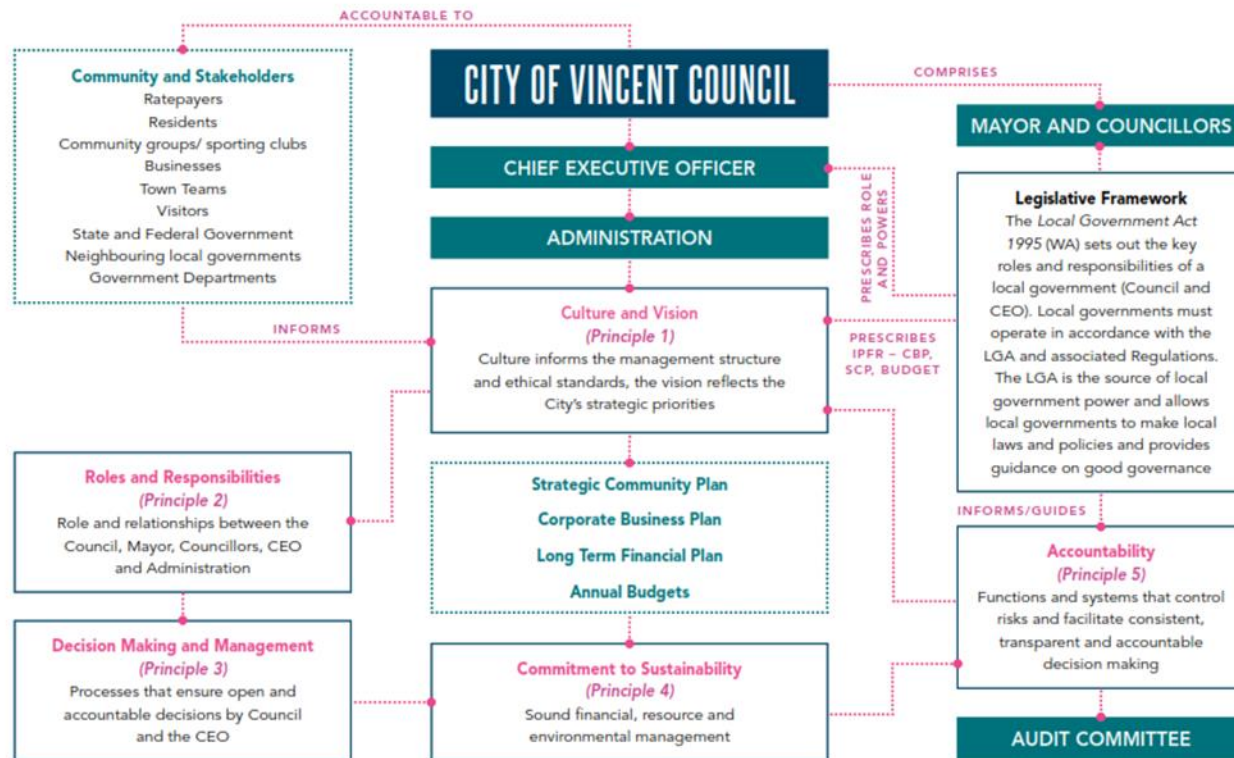 ACCOUNTABLE TO
Community and Stakeholders
Ratepayers
Residents
Community groups/ sporting clubs
Businesses
Town Teams
Visitors
State and Federal Government
Neighbouring local governments
Government Departments
CITY OF VINCENT COUNCIL
COMPRISES
MAYOR AND COUNCILLORS
CHIEF EXECUTIVE OFFICER
ADMINISTRATION
PRESCRIBES ROLE
AND POWERS
Legislative Framework
The Local Government Act
1995 (WA) sets out the key
roles and responsibilities of a
local government (Council and
CEO). Local governments must
operate in accordance with the
LGA and associated Regulations.
The LGA is the source of local
government power and allows
local governments to make local
laws and policies and provides
guidance on good governance
INFORMS
Culture and Vision
(Principle 1)
Culture informs the management structure
and ethical standards, the vision reflects the
City's strategic priorities
PRESCRIBES
IPFR – CBP,
SCP, BUDGET
Roles and Responsibilities
(Principle 2)
Role and relationships between the
Council, Mayor, Councillors, CEO
and Administration
Strategic Community Plan
Corporate Business Plan
Long Term Financial Plan
Annual Budgets
INFORMS/GUIDES
Accountability
(Principle 5)
Functions and systems that control
risks and facilitate consistent,
transparent and accountable
decision making
Decision Making and Management
(Principle 3)
Processes that ensure open and
accountable decisions by Council
and the CEO
Commitment to Sustainability
(Principle 4)
Sound financial, resource and
environmental management
AUDIT COMMITTEE